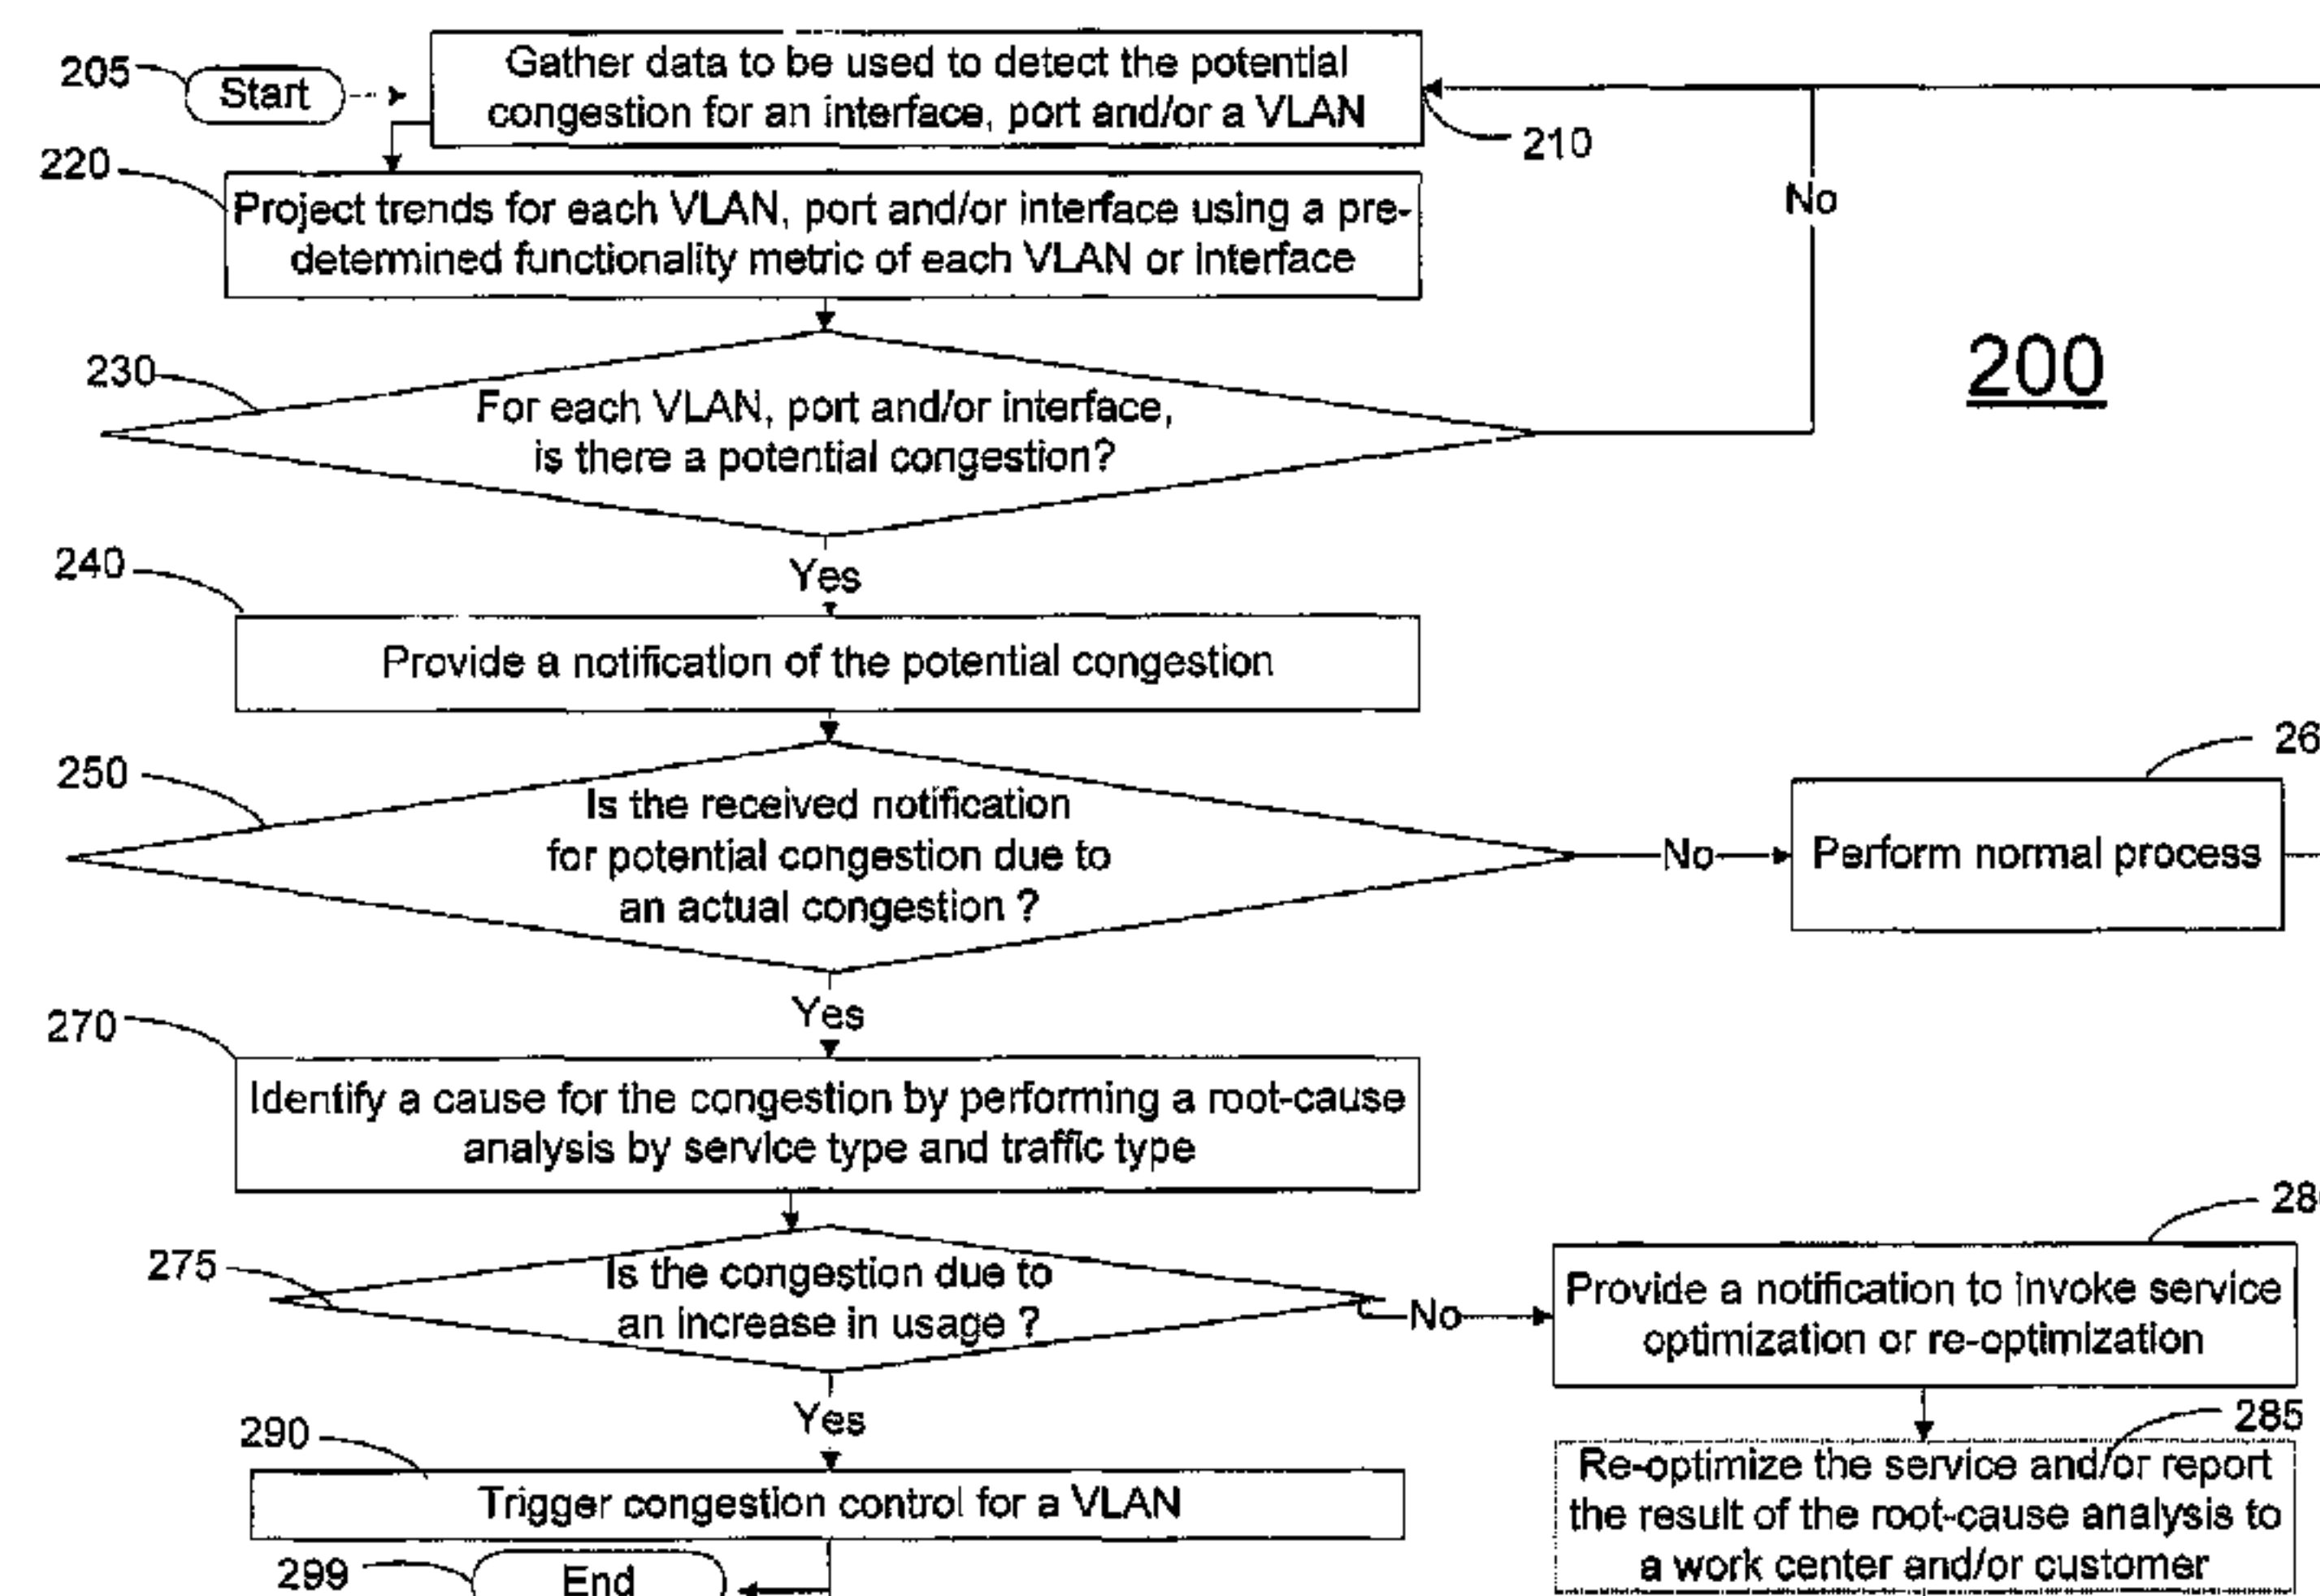 205
Start
Gather data to be used to detect the potential
congestion for an interface, port and/or a VLAN
210
220
Project trends for each VLAN, port and/or interface using a pre-
determined functionality metric of each VLAN or interface
No
200
230
For each VLAN, port and/or interface,
is there a potential congestion?
Yes
240
Provide a notification of the potential congestion
250
Is the received notification
for potential congestion due to
an actual congestion ?
No
26
Perform normal process
Yes
270
Identify a cause for the congestion by performing a root-cause
analysis by service type and traffic type
275
Is the congestion due to
an increase in usage ?
No
28
Provide a notification to invoke service
optimization or re-optimization
Yes
285
Re-optimize the service and/or report
the result of the root-cause analysis to
a work center and/or customer
290
Trigger congestion control for a VLAN
299
End